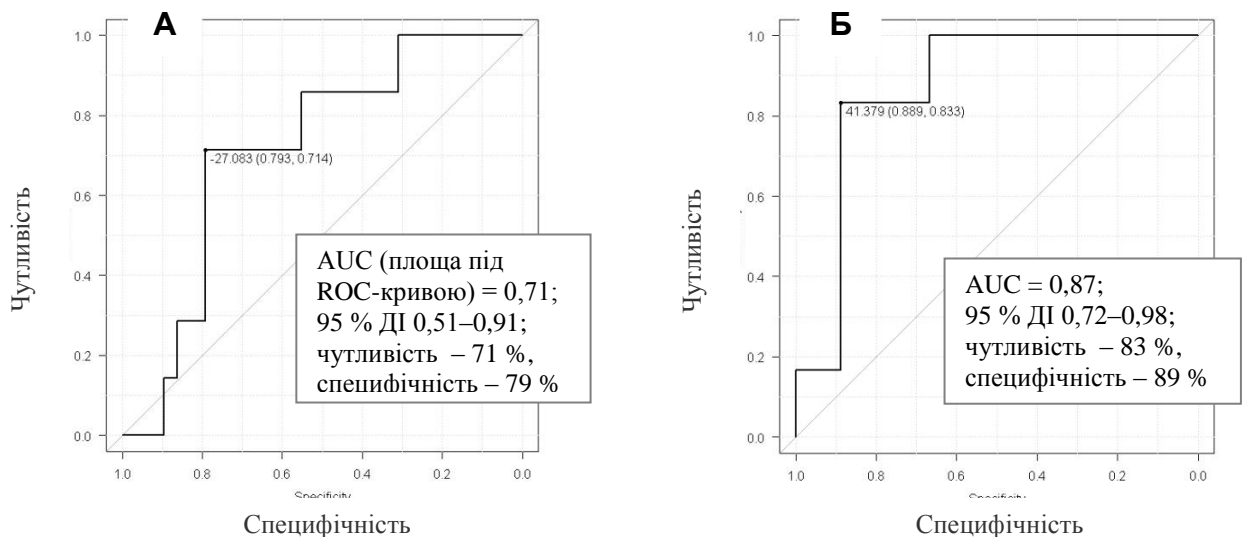 А
1.0
0.8
0.6
0.4
0.2
0.0
-27.083 (0.793, 0.714)
AUC (площа під
ROC-кривою) = 0,71;
95 % ДІ 0,51–0,91;
чутливість – 71 %,
специфічність – 79 %
1.0 0.8 0.6 0.4 0.2 0.0
Specificity
Чутливість
Специфічність
Б
1.0
0.8
0.6
0.4
0.2
0.0
41.379 (0.889, 0.833)
AUC = 0,87;
95 % ДІ 0,72–0,98;
чутливість – 83 %,
специфічність – 89 %
1.0 0.8 0.6 0.4 0.2 0.0
Specificity
Чутливість
Специфічність